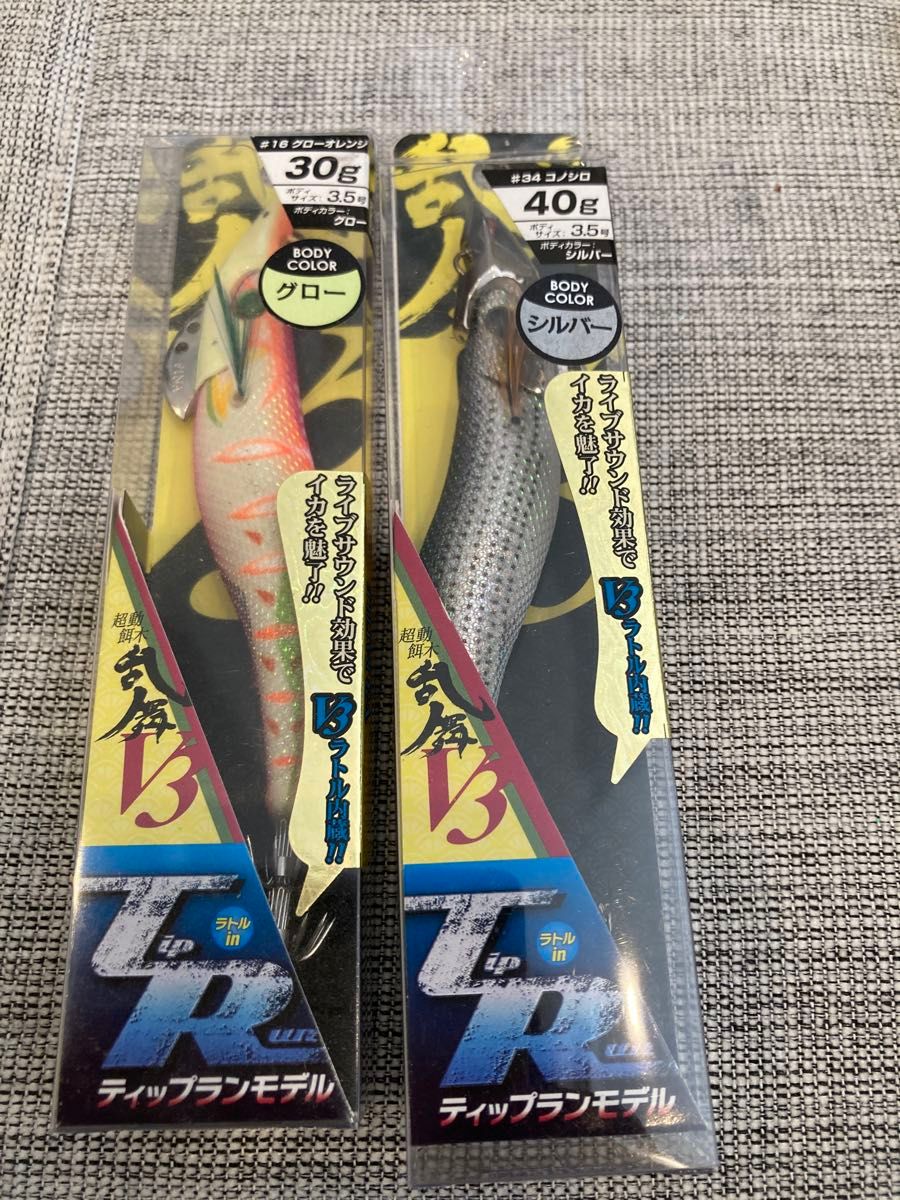 #16 グローオレンジ
30g
ボディ
サイズ: 3.5号
ボディカラー:
グロー
BODY
COLOR
グロー
ライブサウンド効果で
イカを魅了!!
V3ラトル内蔵!!
超動
餌木
乱舞
V3
ラトル
in
Tip
Run
ティップランモデル
#34 コノシロ
40g
ボディ
サイズ: 3.5号
ボディカラー:
シルバー
BODY
COLOR
シルバー
ライブサウンド効果で
イカを魅了!!
V3ラトル内蔵!!
超動
餌木
乱舞
V3
ラトル
in
Tip
Run
ティップランモデル